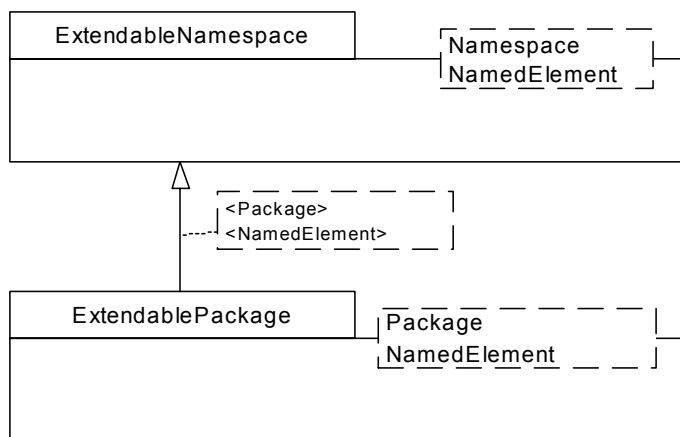 ExtendableNamespace
Namespace
NamedElement
<Package>
<NamedElement>
ExtendablePackage
Package
NamedElement